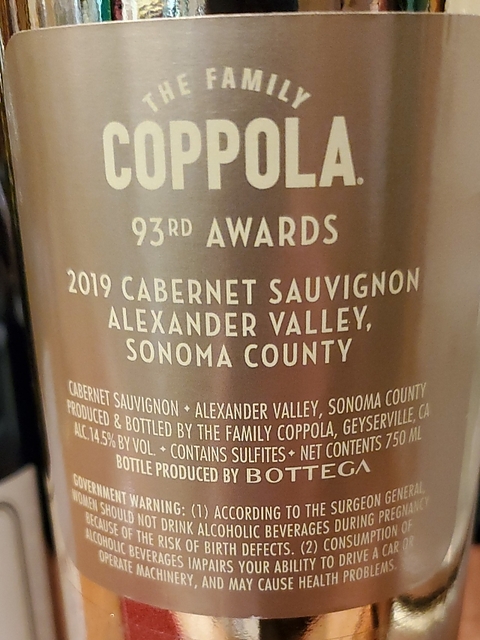 THE FAMILY
COPPOLA.
93RD AWARDS
2019 CABERNET SAUVIGNON
ALEXANDER VALLEY,
SONOMA COUNTY
CABERNET SAUVIGNON • ALEXANDER VALLEY, SONOMA COUNTY
PRODUCED & BOTTLED BY THE FAMILY COPPOLA, GEYSERVILLE, CA
ALC. 14.5% BY VOL. • CONTAINS SULFITES • NET CONTENTS 750 ML
BOTTLE PRODUCED BY BOTTEGA
GOVERNMENT WARNING: (1) ACCORDING TO THE SURGEON GENERAL,
WOMEN SHOULD NOT DRINK ALCOHOLIC BEVERAGES DURING PREGNANCY
BECAUSE OF THE RISK OF BIRTH DEFECTS. (2) CONSUMPTION OF
ALCOHOLIC BEVERAGES IMPAIRS YOUR ABILITY TO DRIVE A CAR OR
OPERATE MACHINERY, AND MAY CAUSE HEALTH PROBLEMS.